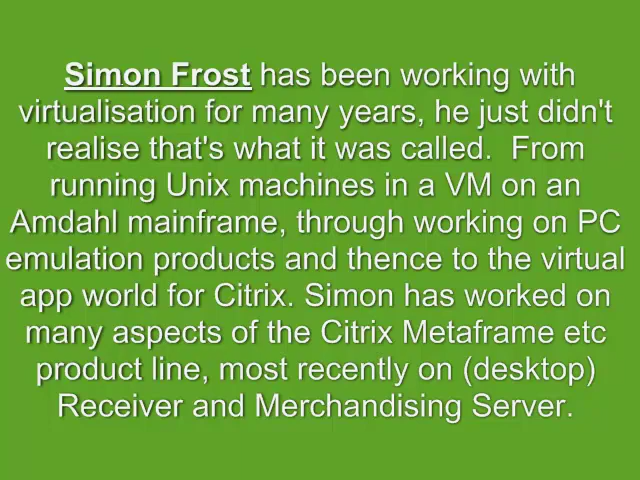 Simon Frost has been working with
virtualisation for many years, he just didn't
realise that's what it was called.  From
running Unix machines in a VM on an
Amdahl mainframe, through working on PC
emulation products and thence to the virtual
app world for Citrix. Simon has worked on
many aspects of the Citrix Metaframe etc
product line, most recently on (desktop)
Receiver and Merchandising Server.